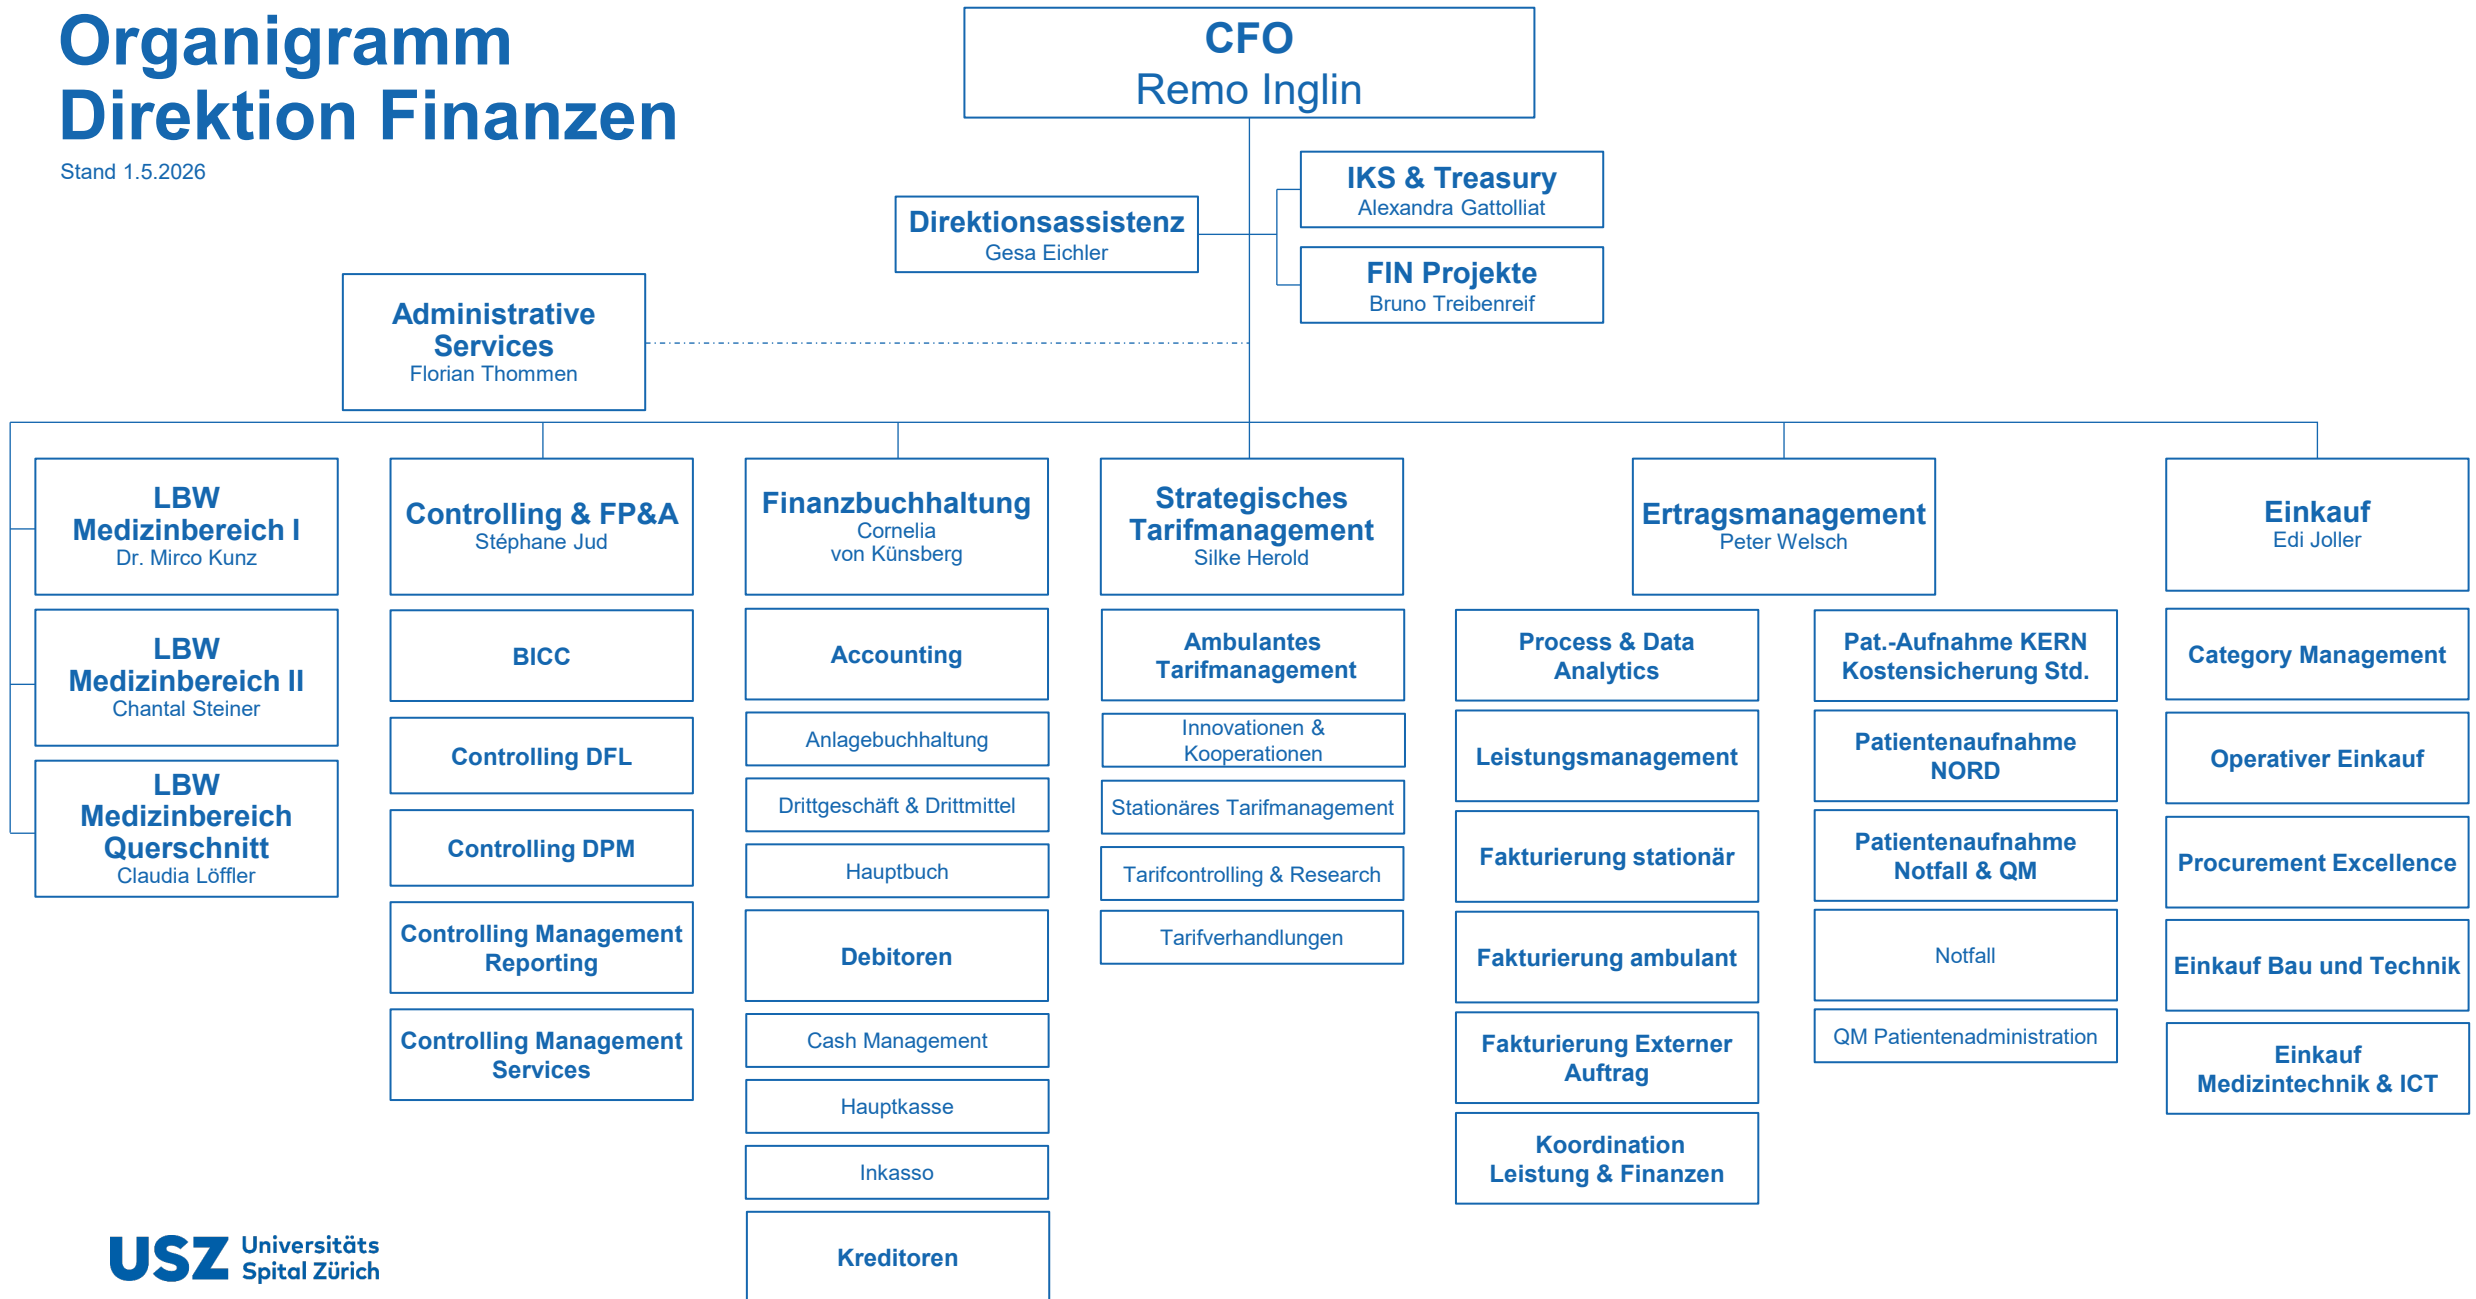 Organigramm
Direktion Finanzen
Stand 1.5.2026
CFO
Remo Inglin
IKS & Treasury
Alexandra Gattolliat
Direktionsassistenz
Gesa Eichler
FIN Projekte
Bruno Treibenreif
Administrative
Services
Florian Thommen
LBW
Medizinbereich I
Dr. Mirco Kunz
LBW
Medizinbereich II
Chantal Steiner
LBW
Medizinbereich
Querschnitt
Claudia Löffler
Controlling & FP&A
Stéphane Jud
BICC
Controlling DFL
Controlling DPM
Controlling Management
Reporting
Controlling Management
Services
Finanzbuchhaltung
Cornelia
von Künsberg
Accounting
Anlagebuchhaltung
Drittgeschäft & Drittmittel
Hauptbuch
Debitoren
Cash Management
Hauptkasse
Inkasso
Kreditoren
Strategisches
Tarifmanagement
Silke Herold
Ambulantes
Tarifmanagement
Innovationen &
Kooperationen
Stationäres Tarifmanagement
Tarifcontrolling & Research
Tarifverhandlungen
Ertragsmanagement
Peter Welsch
Process & Data
Analytics
Leistungsmanagement
Fakturierung stationär
Fakturierung ambulant
Fakturierung Externer
Auftrag
Koordination
Leistung & Finanzen
Pat.-Aufnahme KERN
Kostensicherung Std.
Patientenaufnahme
NORD
Patientenaufnahme
Notfall & QM
Notfall
QM Patientenadministration
Einkauf
Edi Joller
Category Management
Operativer Einkauf
Procurement Excellence
Einkauf Bau und Technik
Einkauf
Medizintechnik & ICT
USZ Universitäts
Spital Zürich